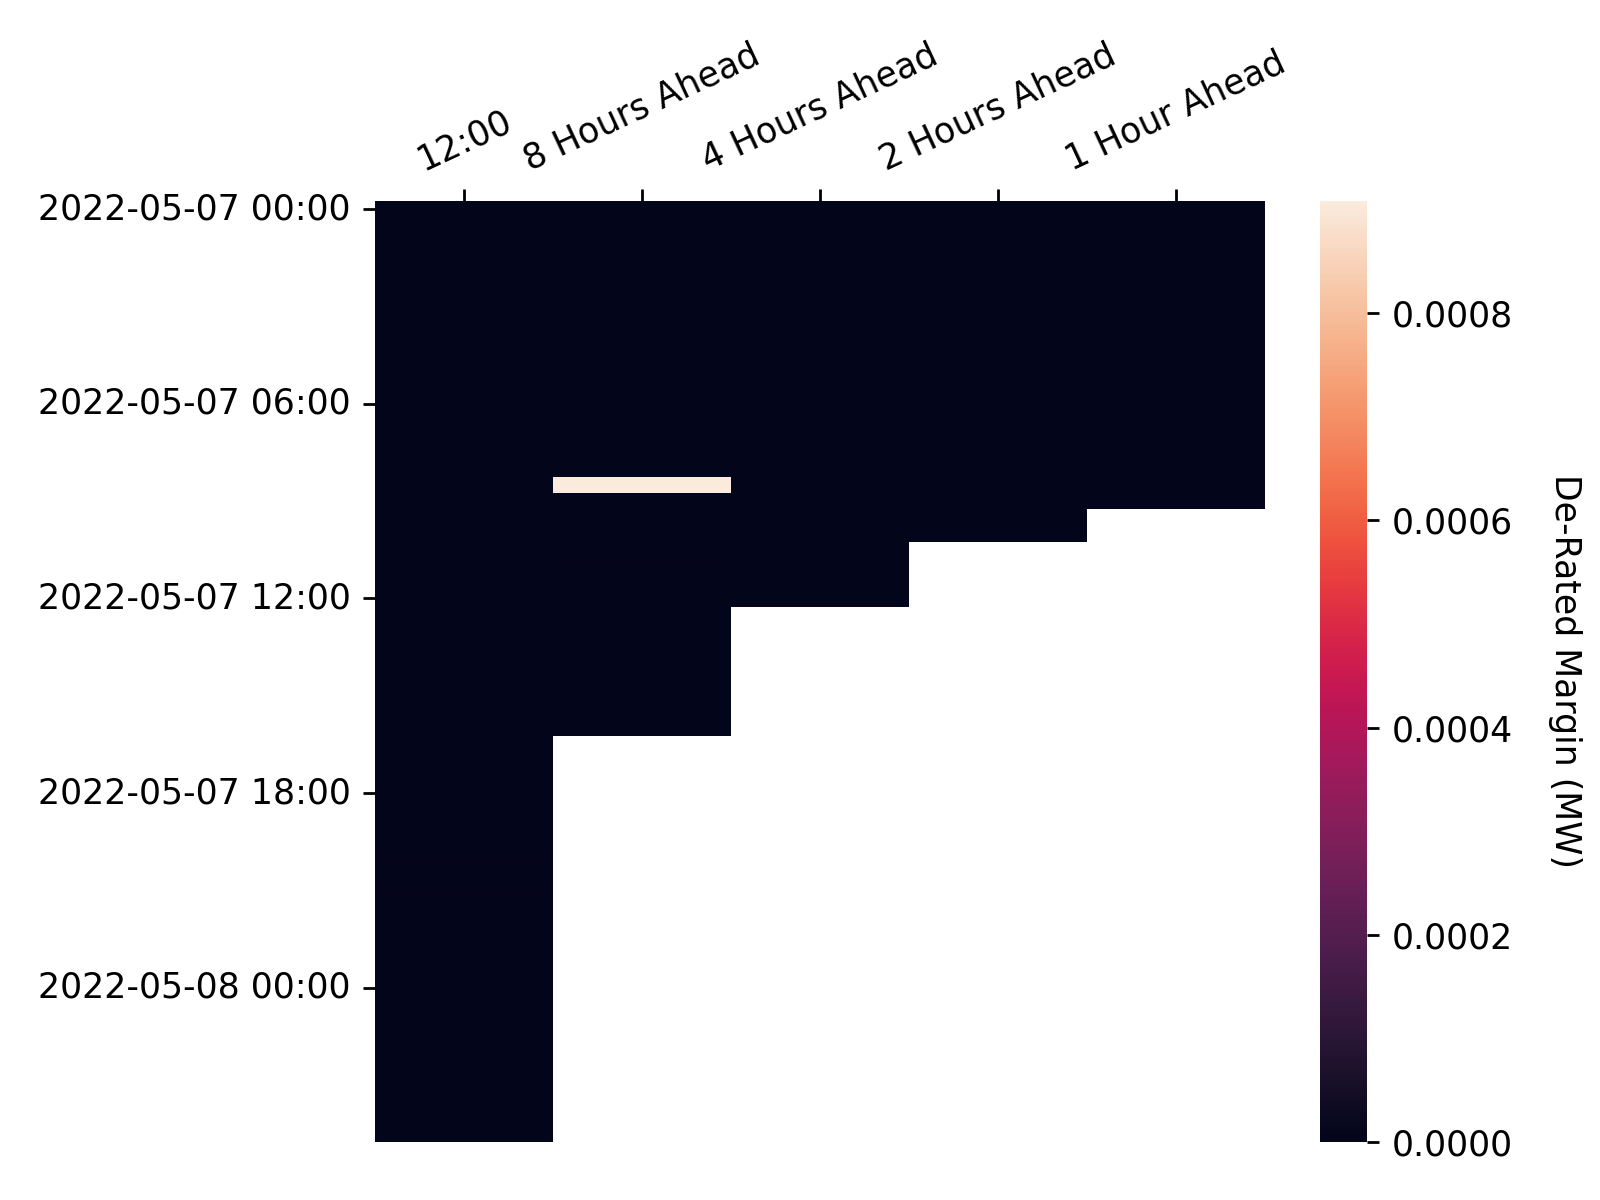 12:00
8 Hours Ahead
4 Hours Ahead
2 Hours Ahead
1 Hour Ahead
2022-05-07 00:00
2022-05-07 06:00
2022-05-07 12:00
2022-05-07 18:00
2022-05-08 00:00
0.0008
0.0006
0.0004
0.0002
0.0000
De-Rated Margin (MW)